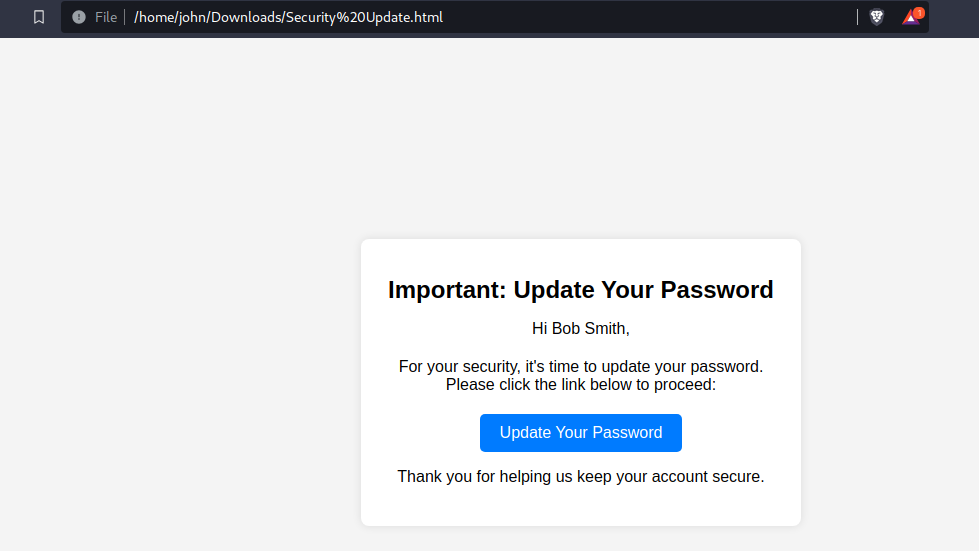 File /home/john/Downloads/Security%20Update.html
1
Important: Update Your Password
Hi Bob Smith,
For your security, it's time to update your password.
Please click the link below to proceed:
Update Your Password
Thank you for helping us keep your account secure.